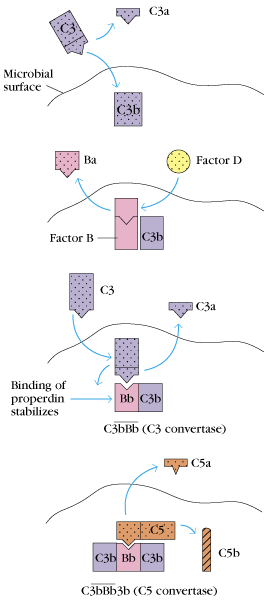 C3
C3a
Microbial
surface
C3b
Ba
Factor D
Factor B
C3b
C3
C3a
Binding of
properdin
stabilizes
Bb
C3b
C3bBb (C3 convertase)
C5a
C5
C5b
C3b
Bb
C3b
C3bBb3b (C5 convertase)